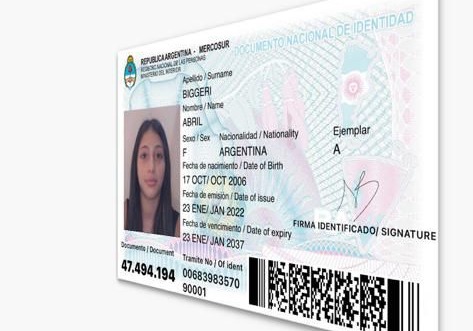 REPUBLICA ARGENTINA - MERCOSUR
REGISTRO NACIONAL DE LAS PERSONAS
MINISTERIO DEL INTERIOR
DOCUMENTO NACIONAL DE IDENTIDAD
Apellido / Surname
BIGGERI
Nombre / Name
ABRIL
Sexo / Sex Nacionalidad / Nationality Ejemplar
F ARGENTINA A
Fecha de nacimiento / Date of Birth
17 OCT/ OCT 2006
Fecha de emisión / Date of issue
23 ENE/ JAN 2022
Fecha de vencimiento / Date of expiry
23 ENE/ JAN 2037
FIRMA IDENTIFICADO/ SIGNATURE
Documento / Document
47.494.194
Tramite No / Of ident
00683983570
90001